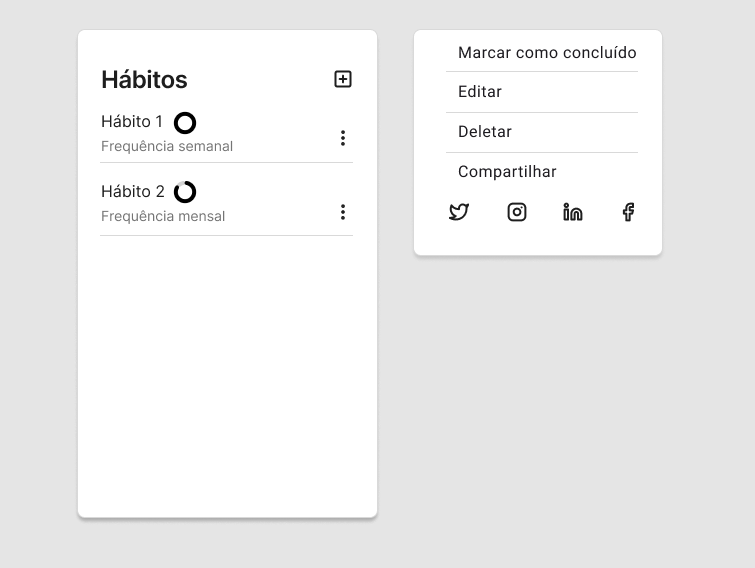 Hábitos
Hábito 1
Frequência semanal
Hábito 2
Frequência mensal
Marcar como concluído
Editar
Deletar
Compartilhar